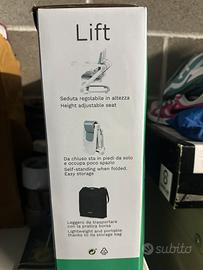 Lift
Seduta regolabile in altezza
Height adjustable seat
Da chiuso sta in piedi da solo
e occupa poco spazio
Self-standing when folded.
Easy storage
Leggero da trasportare
con la pratica borsa
Lightweight and portable
thanks to its storage bag
subito